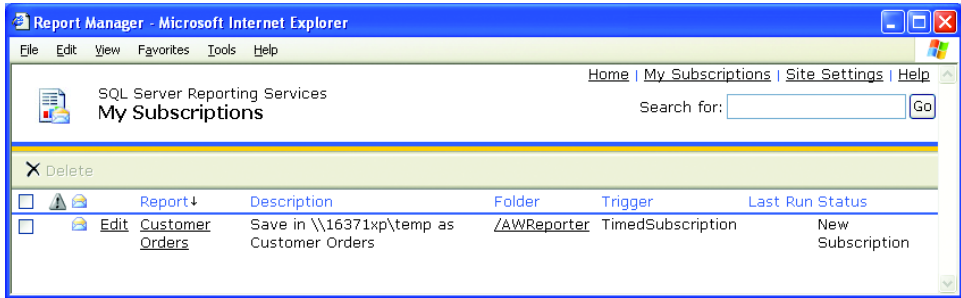 Report Manager - Microsoft Internet Explorer
File Edit View Favorites Tools Help
Home | My Subscriptions | Site Settings | Help
SQL Server Reporting Services
My Subscriptions
Search for: Go
Delete
Report↓ Description Folder Trigger Last Run Status
Edit Customer Orders Save in \\16371xp\temp as Customer Orders /AWReporter TimedSubscription New Subscription